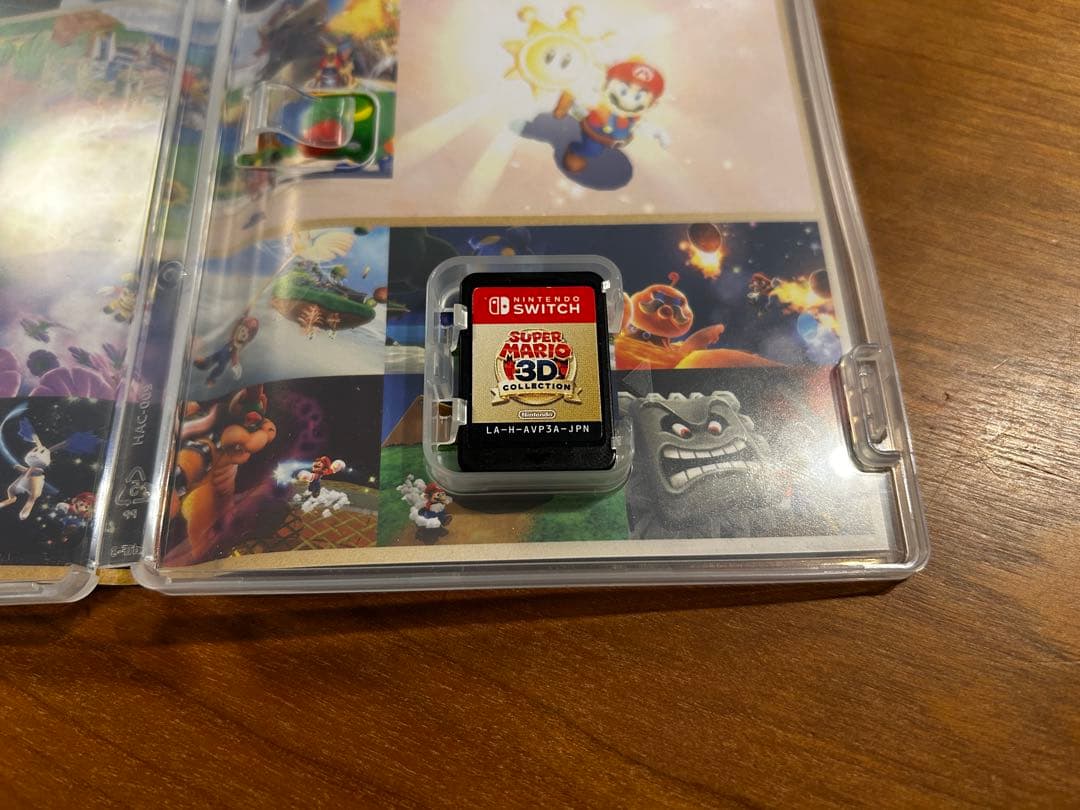 NINTENDO
SWITCH
SUPER
MARIO
3D
COLLECTION
Nintendo
LA-H-AVP3A-JPN